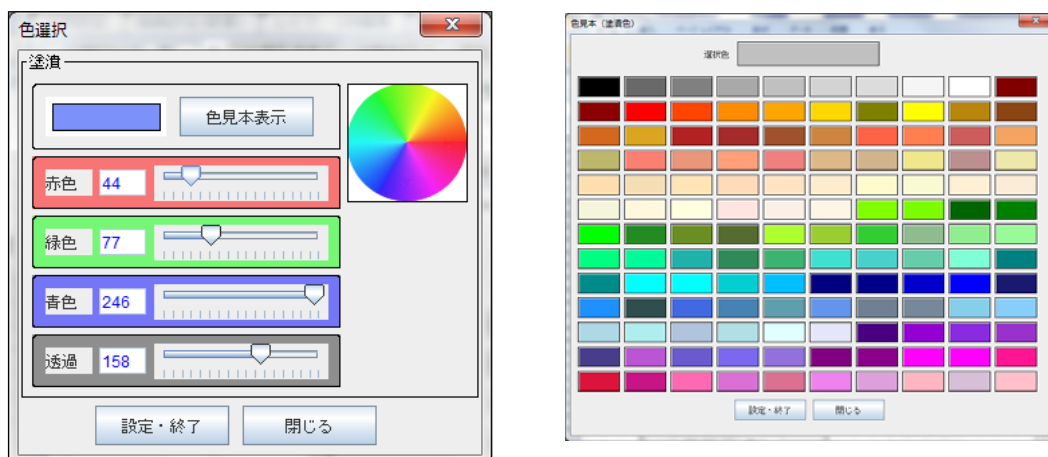 色選択
塗潰
色見本表示
赤色 44
緑色 77
青色 246
透過 158
設定・終了 閉じる
色見本（塗潰色）
選択色
設定・終了 閉じる